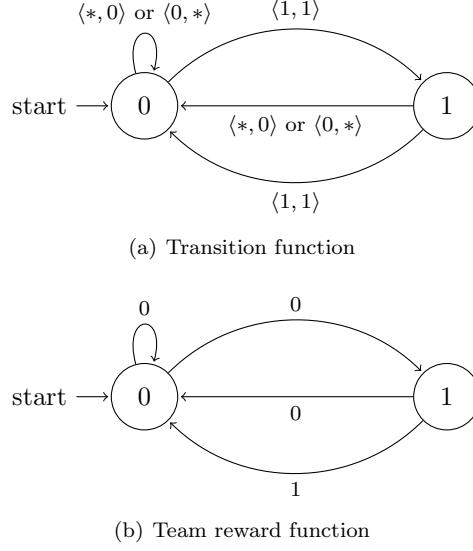 ⟨∗, 0⟩ or ⟨0, ∗⟩
⟨1, 1⟩
start
0
1
⟨∗, 0⟩ or ⟨0, ∗⟩
⟨1, 1⟩
(a) Transition function
0
0
start
0
1
0
1
(b) Team reward function